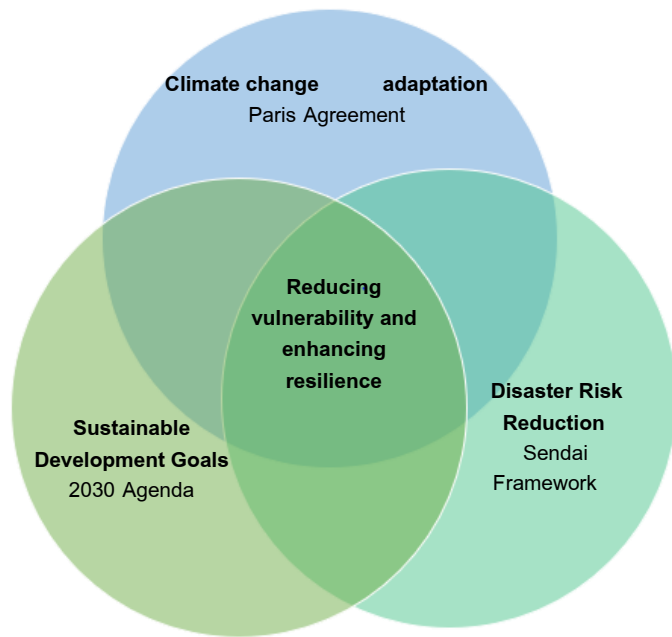 Climate change adaptation
Paris Agreement
Reducing
vulnerability and
enhancing
resilience
Disaster Risk
Reduction
Sendai
Framework
Sustainable
Development Goals
2030 Agenda